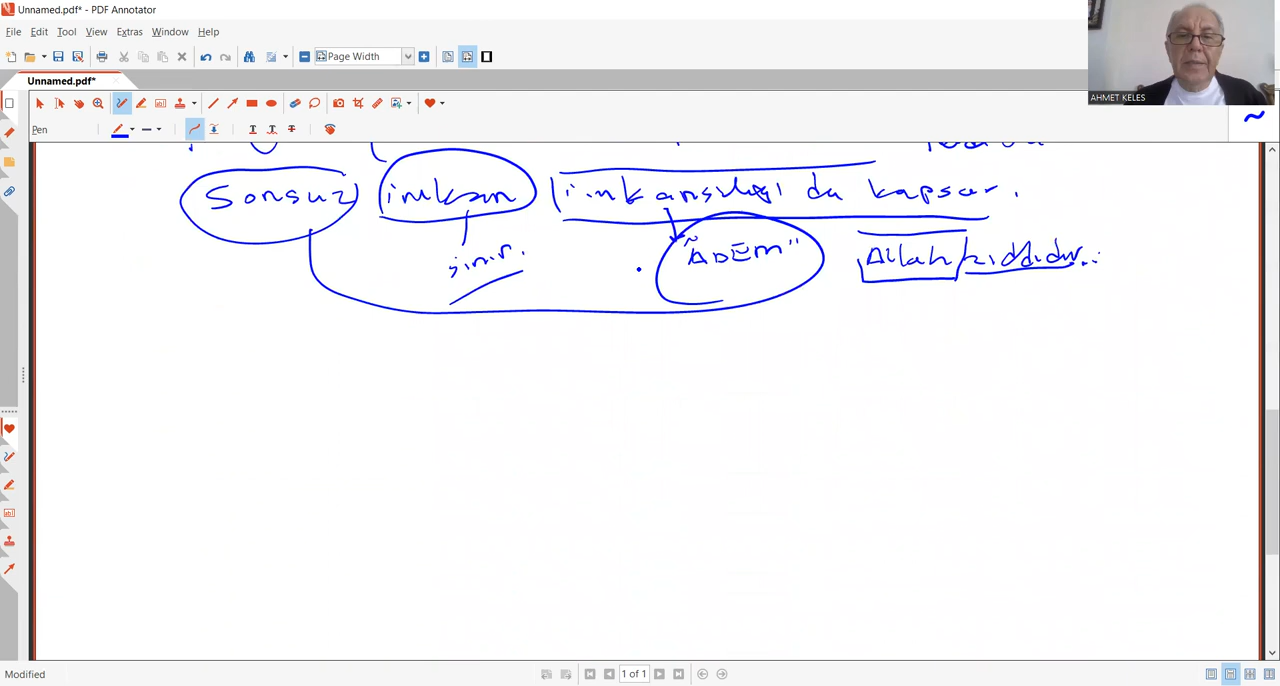 Unnamed.pdf* - PDF Annotator
File Edit Tool View Extras Window Help
Page Width
Unnamed.pdf*
Pen
AHMET KELES
Sonsuz imkan imkansızlığı da kapsar.
sınır. "ADEM" Allah zıddıdır..
Modified
1 of 1